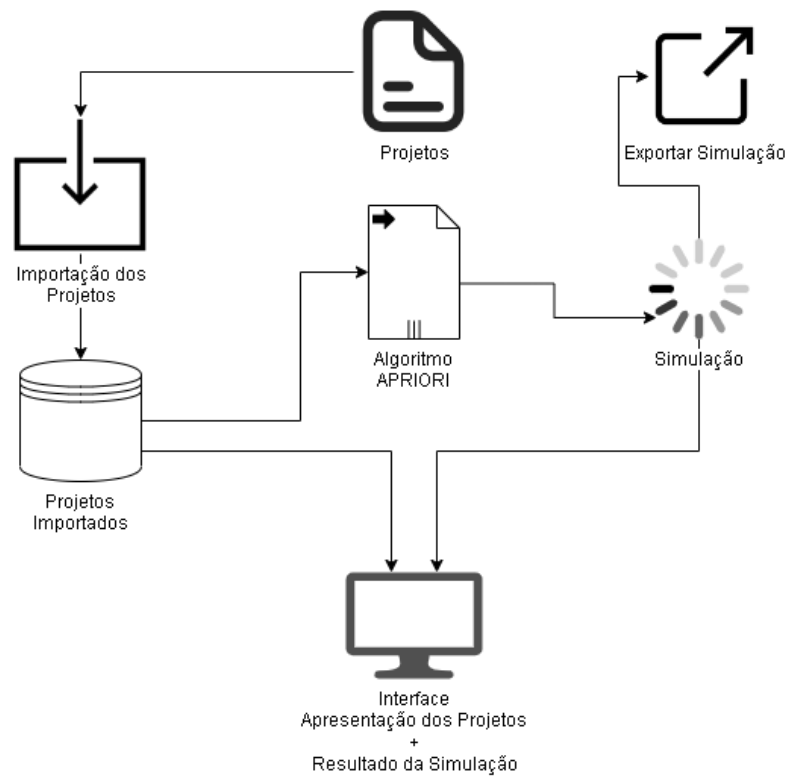 Projetos
Exportar Simulação
Importação dos
Projetos
Algoritmo
APRIORI
Simulação
Projetos
Importados
Interface
Apresentação dos Projetos
+
Resultado da Simulação